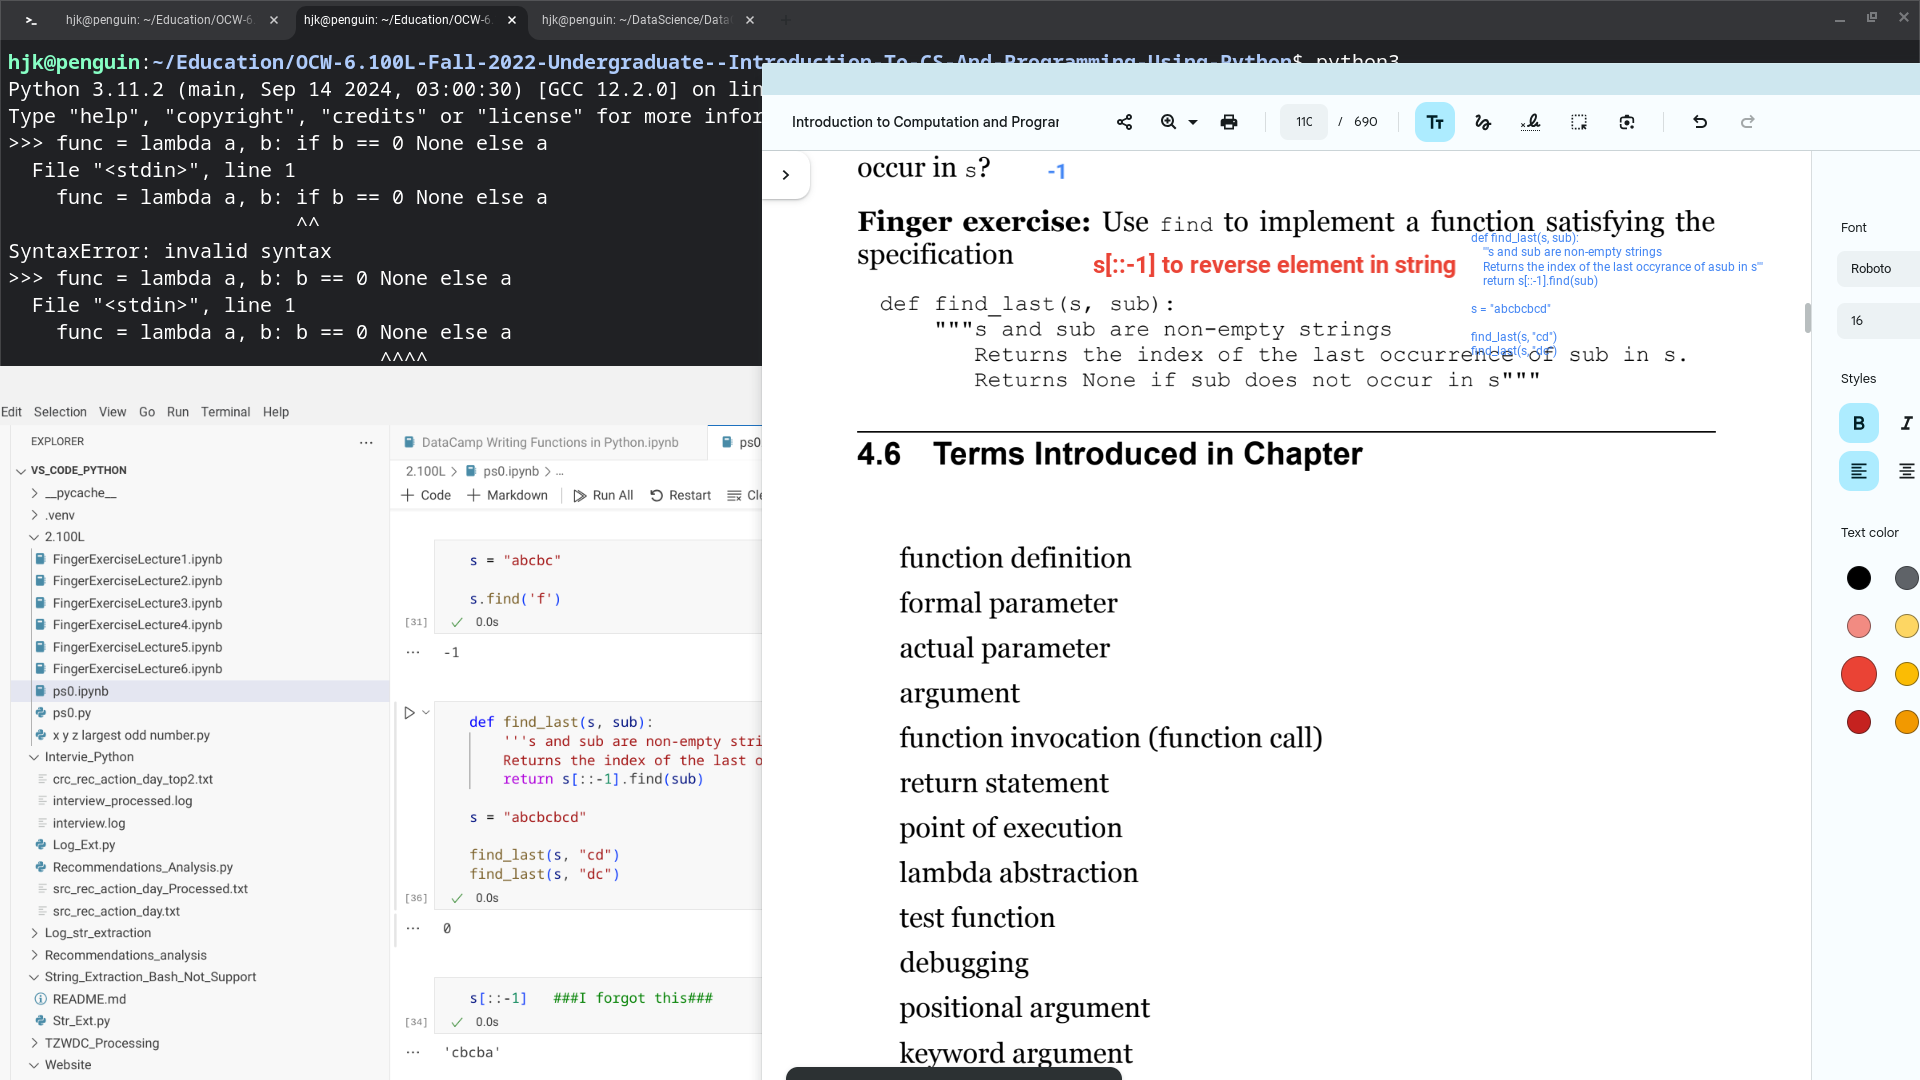 hjk@penguin: ~/Education/OCW-6
hjk@penguin: ~/Education/OCW-6
hjk@penguin: ~/DataScience/Data
hjk@penguin:~/Education/OCW-6.100L-Fall-2022-Undergraduate--Introduction-To-CS-And-Programming-Using-Python$ python3
Python 3.11.2 (main, Sep 14 2024, 03:00:30) [GCC 12.2.0] on lin
Type "help", "copyright", "credits" or "license" for more infor
>>> func = lambda a, b: if b == 0 None else a
File "<stdin>", line 1
func = lambda a, b: if b == 0 None else a
^^
SyntaxError: invalid syntax
>>> func = lambda a, b: b == 0 None else a
File "<stdin>", line 1
func = lambda a, b: b == 0 None else a
^^^^
Edit Selection View Go Run Terminal Help
EXPLORER
VS_CODE_PYTHON
__pycache__
.venv
2.100L
FingerExerciseLecture1.ipynb
FingerExerciseLecture2.ipynb
FingerExerciseLecture3.ipynb
FingerExerciseLecture4.ipynb
FingerExerciseLecture5.ipynb
FingerExerciseLecture6.ipynb
ps0.ipynb
ps0.py
x y z largest odd number.py
Intervie_Python
crc_rec_action_day_top2.txt
interview_processed.log
interview.log
Log_Ext.py
Recommendations_Analysis.py
src_rec_action_day_Processed.txt
src_rec_action_day.txt
Log_str_extraction
Recommendations_analysis
String_Extraction_Bash_Not_Support
README.md
Str_Ext.py
TZWDC_Processing
Website
DataCamp Writing Functions in Python.ipynb
ps0
2.100L > ps0.ipynb > ...
+ Code + Markdown Run All Restart Cle
s = "abcbc"
s.find('f')
[31] 0.0s
-1
def find_last(s, sub):
'''s and sub are non-empty stri
Returns the index of the last o
return s[::-1].find(sub)
s = "abcbcbcd"
find_last(s, "cd")
find_last(s, "dc")
[36] 0.0s
0
s[::-1] ###I forgot this###
[34] 0.0s
'cbcba'
Introduction to Computation and Prograr
110 / 690
occur in s? -1
Finger exercise: Use find to implement a function satisfying the
specification
s[::-1] to reverse element in string
def find_last(s, sub):
"""s and sub are non-empty strings
Returns the index of the last occurrence of sub in s.
Returns None if sub does not occur in s"""
def find_last(s, sub):
'''s and sub are non-empty strings
Returns the index of the last occyrance of asub in s'''
return s[::-1].find(sub)
s = "abcbcbcd"
find_last(s, "cd")
find_last(s, "dc")
4.6 Terms Introduced in Chapter
function definition
formal parameter
actual parameter
argument
function invocation (function call)
return statement
point of execution
lambda abstraction
test function
debugging
positional argument
keyword argument
Font
Roboto
16
Styles
B I
Text color